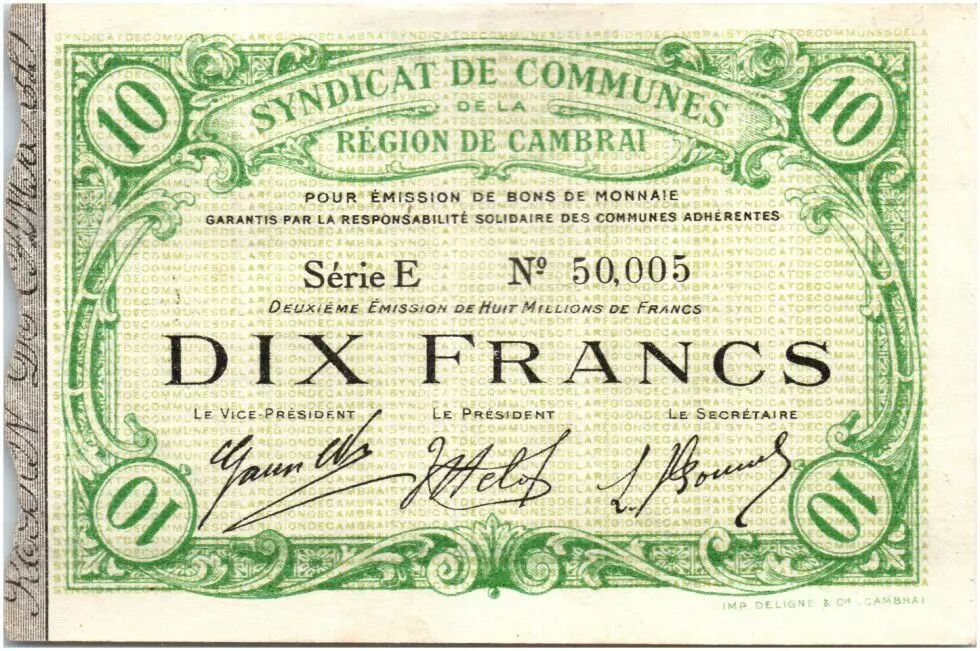 10
10
SYNDICAT DE COMMUNES
DE LA
RÉGION DE CAMBRAI
POUR ÉMISSION DE BONS DE MONNAIE
GARANTIS PAR LA RESPONSABILITÉ SOLIDAIRE DES COMMUNES ADHÉRENTES
Série E Nº 50,005
DEUXIÈME ÉMISSION DE HUIT MILLIONS DE FRANCS
DIX FRANCS
LE VICE-PRÉSIDENT LE PRÉSIDENT LE SECRÉTAIRE
10
10
IMP. DELIGNE & Cie . CAMBRAI